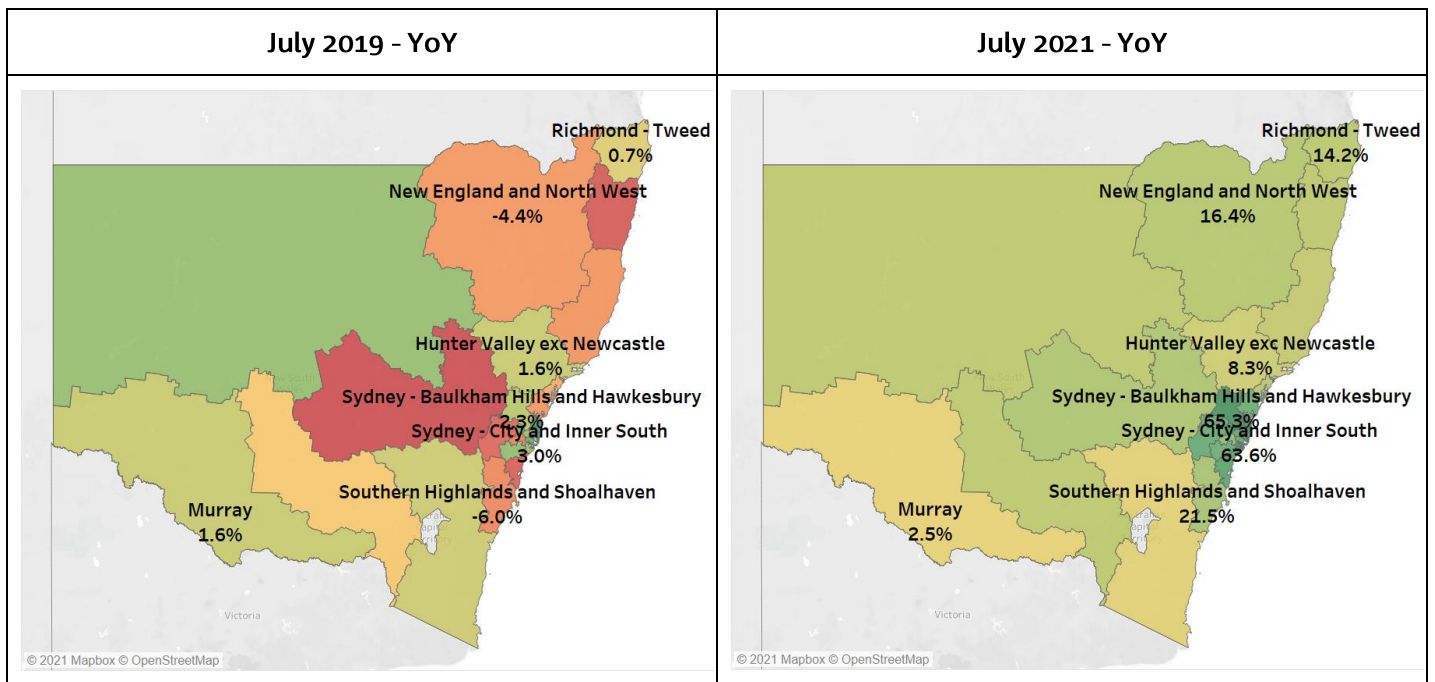 July 2019 - YoY
July 2021 - YoY
Richmond - Tweed
0.7%
New England and North West
-4.4%
Hunter Valley exc Newcastle
1.6%
Sydney - Baulkham Hills and Hawkesbury
2.3%
Sydney - City and Inner South
3.0%
Southern Highlands and Shoalhaven
-6.0%
Murray
1.6%
Victoria
© 2021 Mapbox © OpenStreetMap
Richmond - Tweed
14.2%
New England and North West
16.4%
Hunter Valley exc Newcastle
8.3%
Sydney - Baulkham Hills and Hawkesbury
65.3%
Sydney - City and Inner South
63.6%
Southern Highlands and Shoalhaven
21.5%
Murray
2.5%
Victoria
© 2021 Mapbox © OpenStreetMap